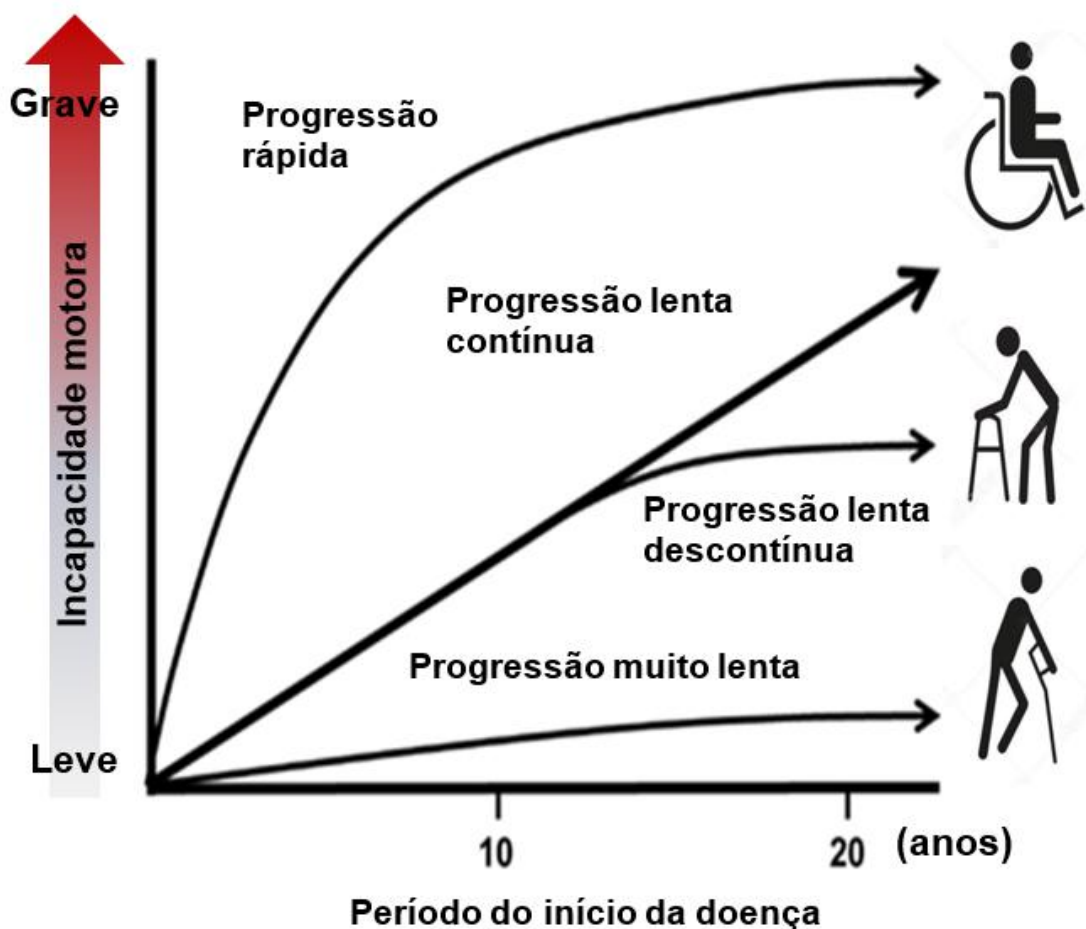 Grave
Incapacidade motora
Leve
Progressão
rápida
Progressão lenta
contínua
Progressão lenta
descontínua
Progressão muito lenta
10
20
(anos)
Período do início da doença